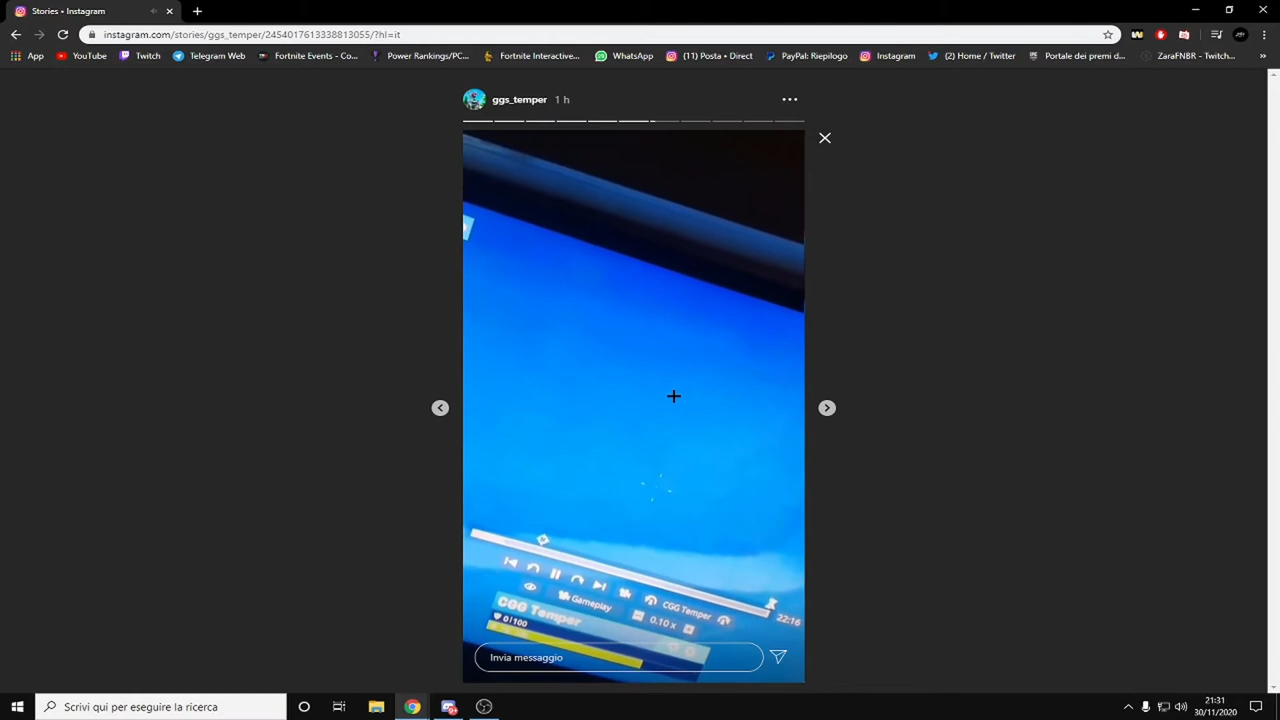 Stories • Instagram
instagram.com/stories/ggs_temper/2454017613338813055/?hl=it
App YouTube Twitch Telegram Web Fortnite Events - Co... Power Rankings/PC... Fortnite Interactive... WhatsApp (11) Posta • Direct PayPal: Riepilogo Instagram (2) Home / Twitter Portale dei premi d... ZaraFNBR - Twitch... »
ggs_temper 1 h
CGG Temper
22:16
Gameplay
0.10 x
CGG Temper
0/100
Invia messaggio
Scrivi qui per eseguire la ricerca
21:31
30/11/2020